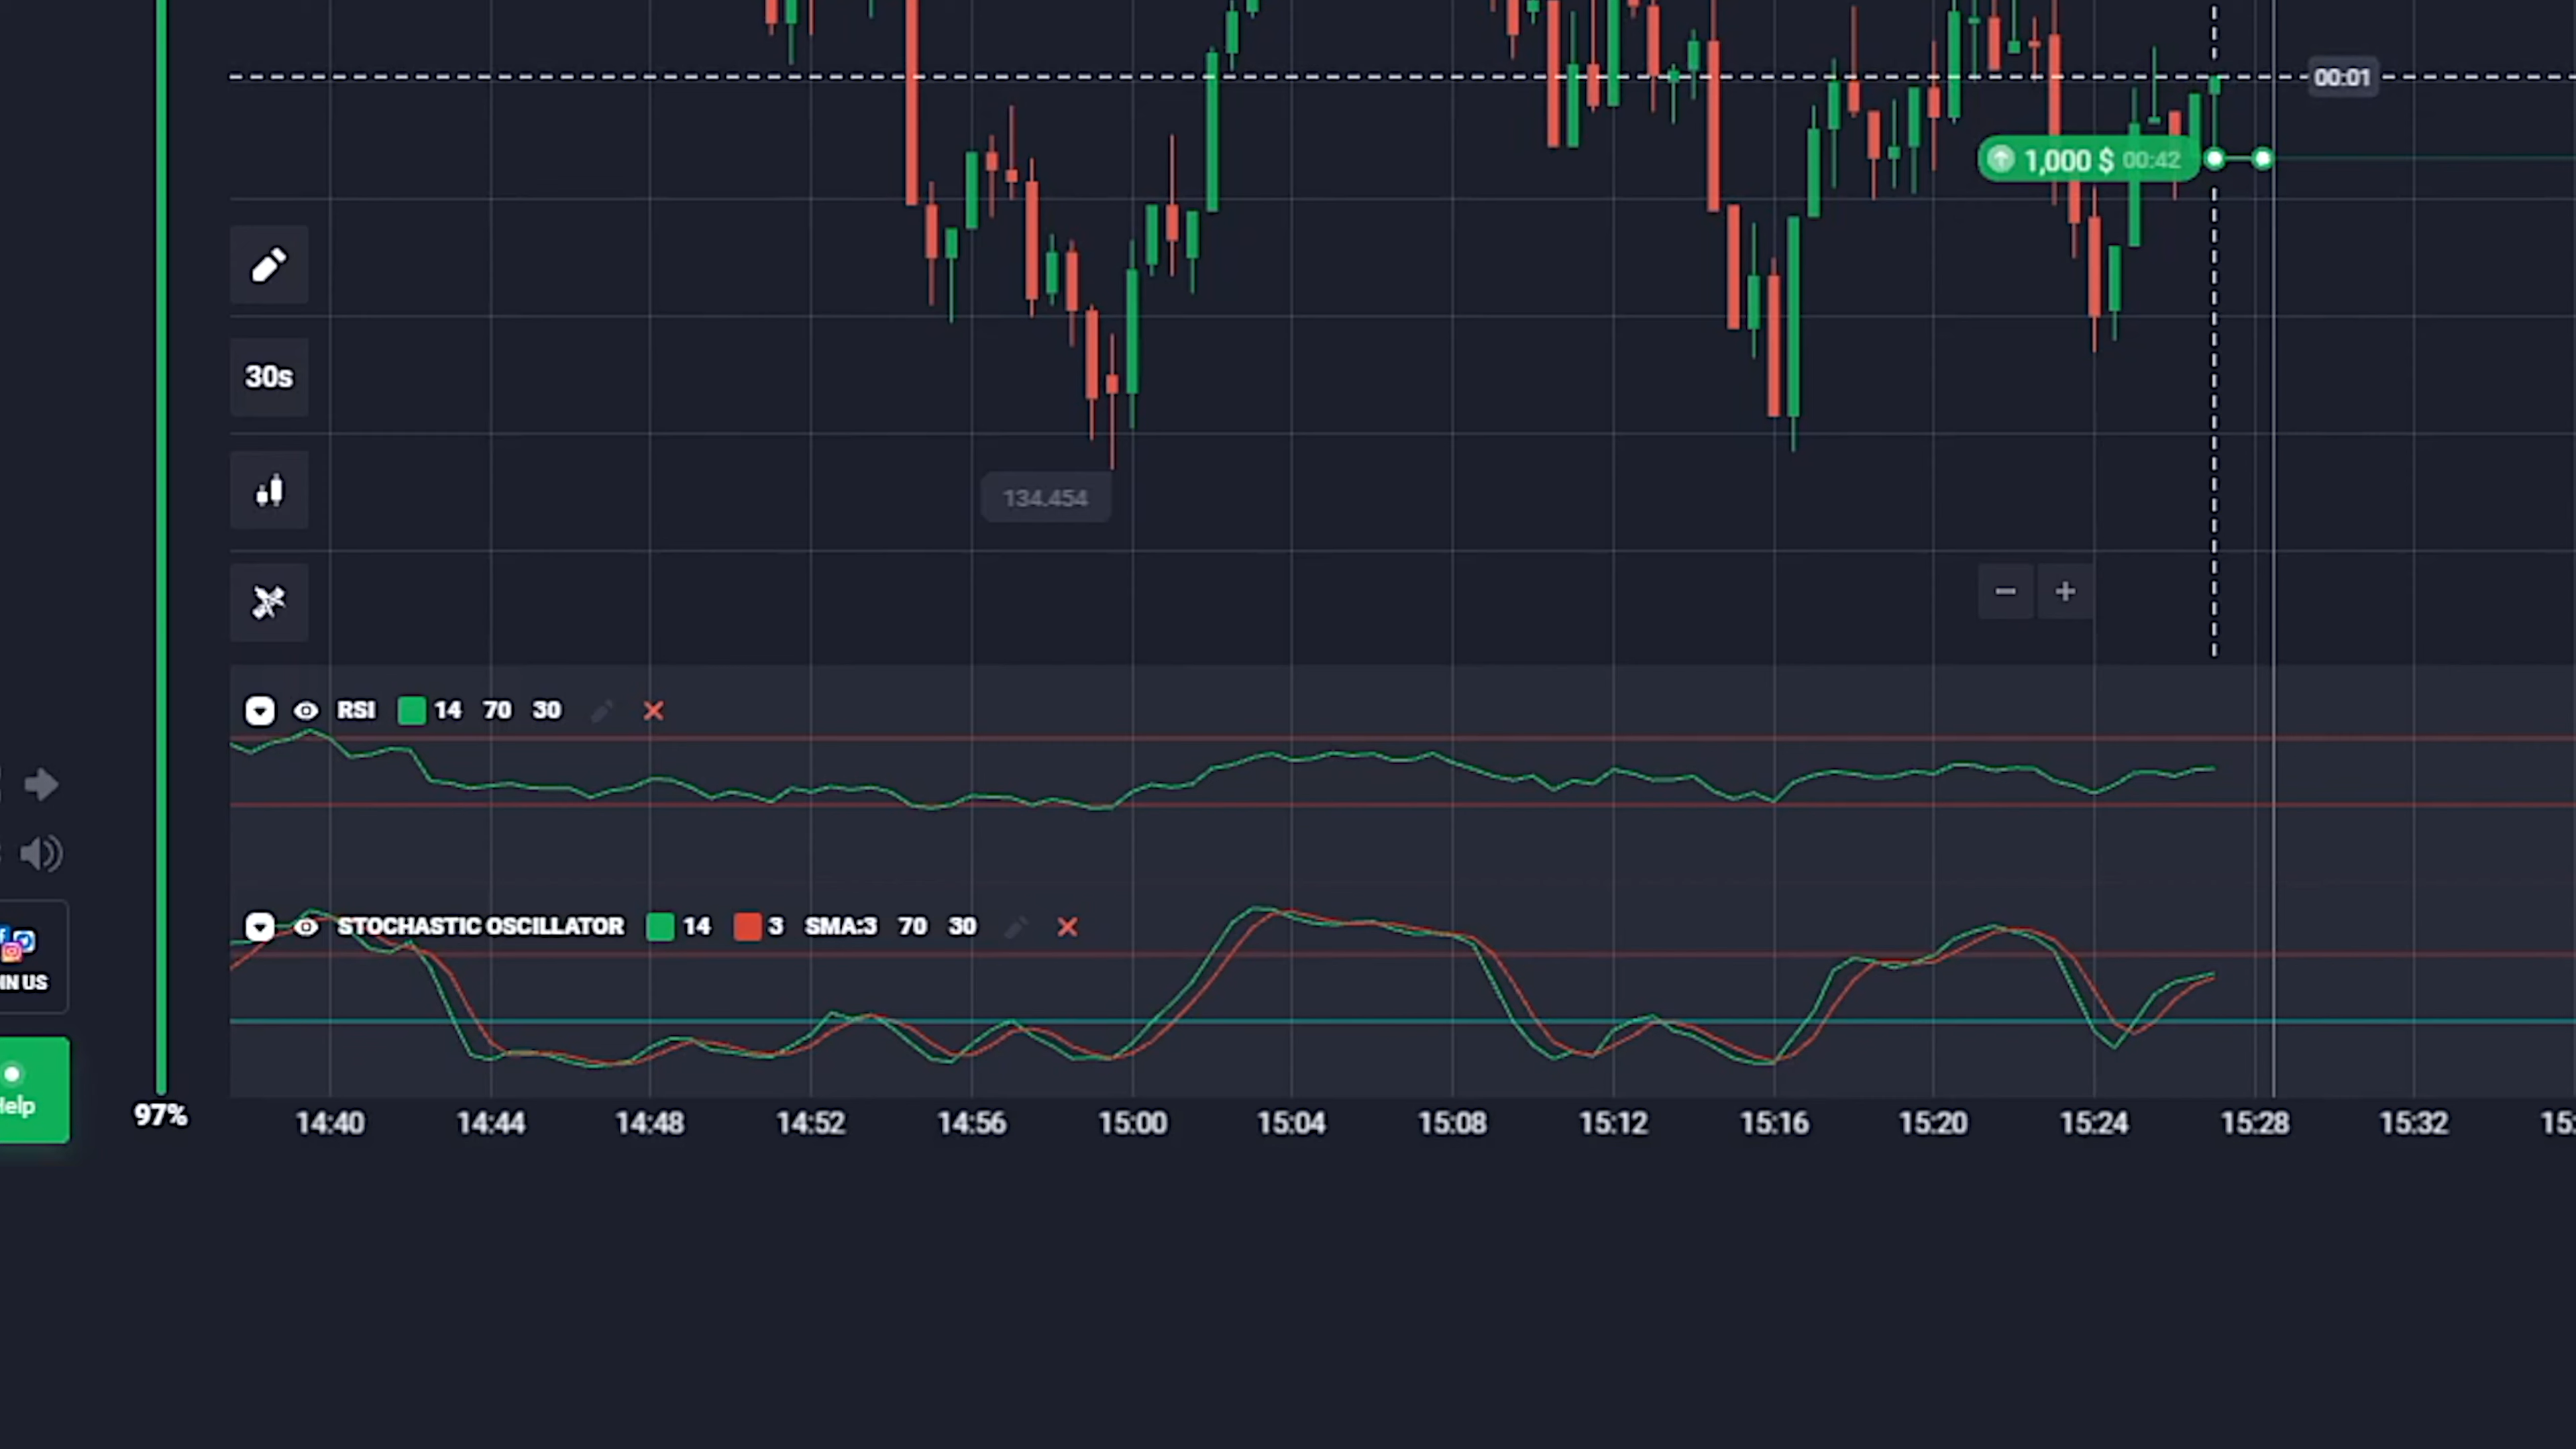 00:01
1,000 $ 00:42
30s
134.454
RSI 14 70 30
STOCHASTIC OSCILLATOR 14 3 SMA:3 70 30
IN US
Help
97%
14:40 14:44 14:48 14:52 14:56 15:00 15:04 15:08 15:12 15:16 15:20 15:24 15:28 15:32